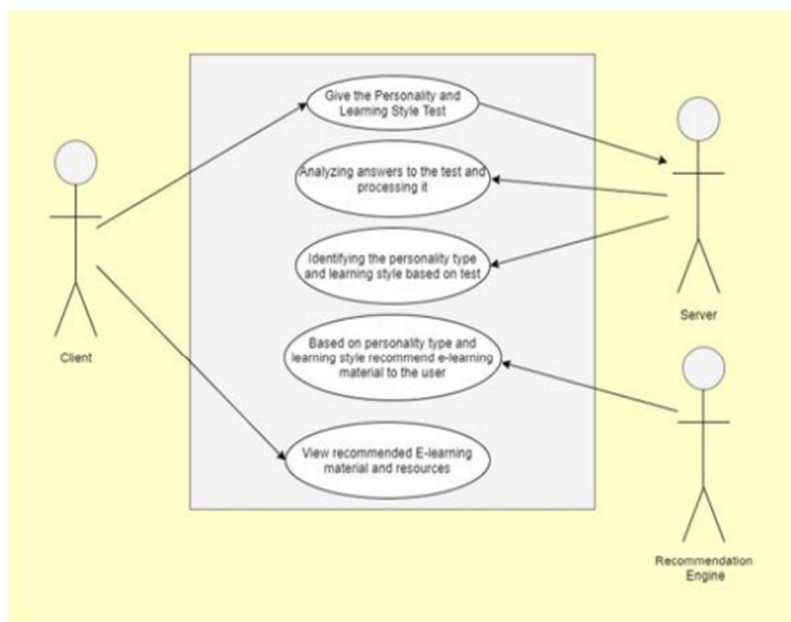 Give the Personality and
Learning Style Test
Analyzing answers to the test and
processing it
Identifying the personality type
and learning style based on test
Based on personality type and
learning style recommend e-learning
material to the user
View recommended E-learning
material and resources
Client
Server
Recommendation
Engine